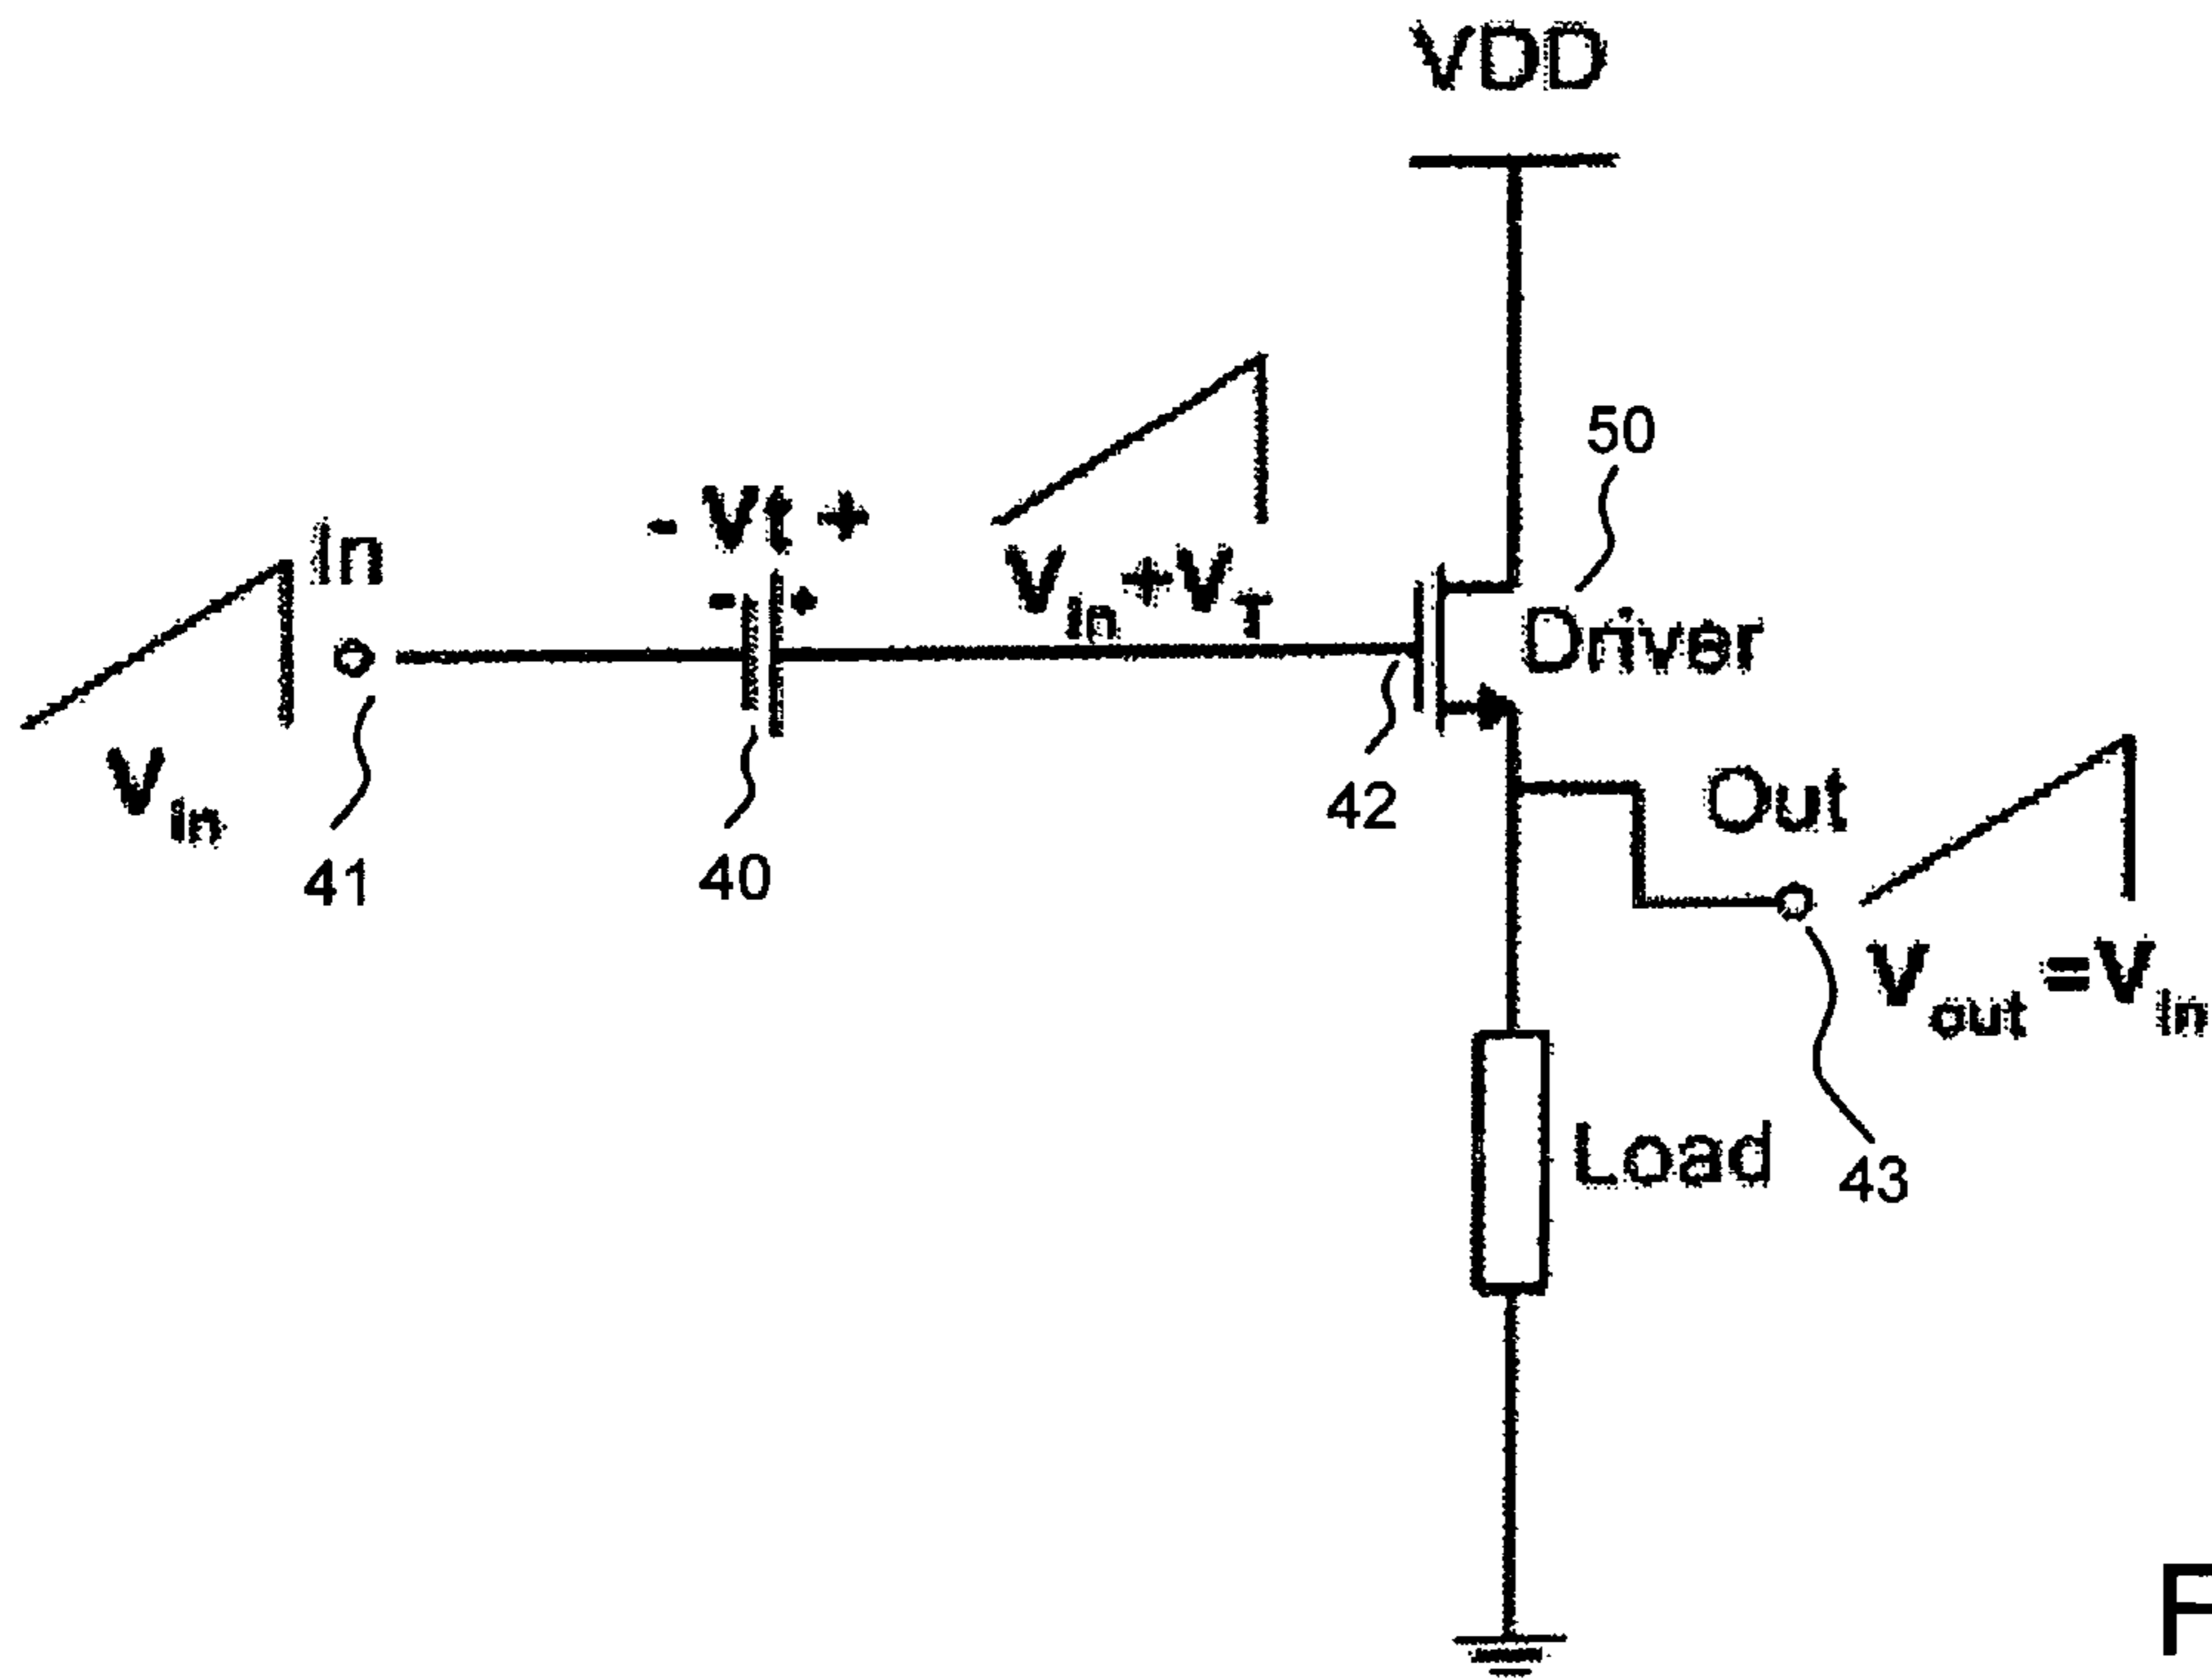 VDD
50
- Vt +
In
- +
Vin+VT
Driver
Vin
42
Out
41
40
Vout=Vin
Load
43
F